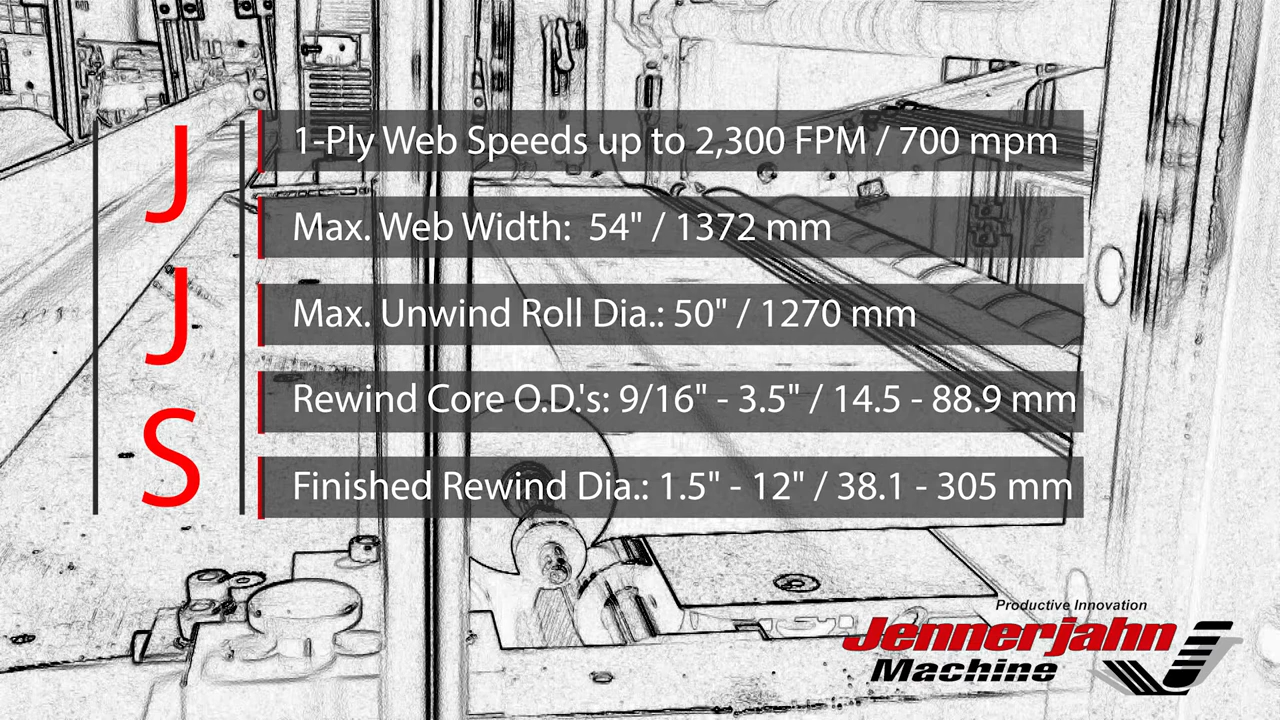 J
J
S
1-Ply Web Speeds up to 2,300 FPM / 700 mpm
Max. Web Width:  54" / 1372 mm
Max. Unwind Roll Dia.: 50" / 1270 mm
Rewind Core O.D.'s: 9/16" - 3.5" / 14.5 - 88.9 mm
Finished Rewind Dia.: 1.5" - 12" / 38.1 - 305 mm
Productive Innovation
Jennerjahn
Machine